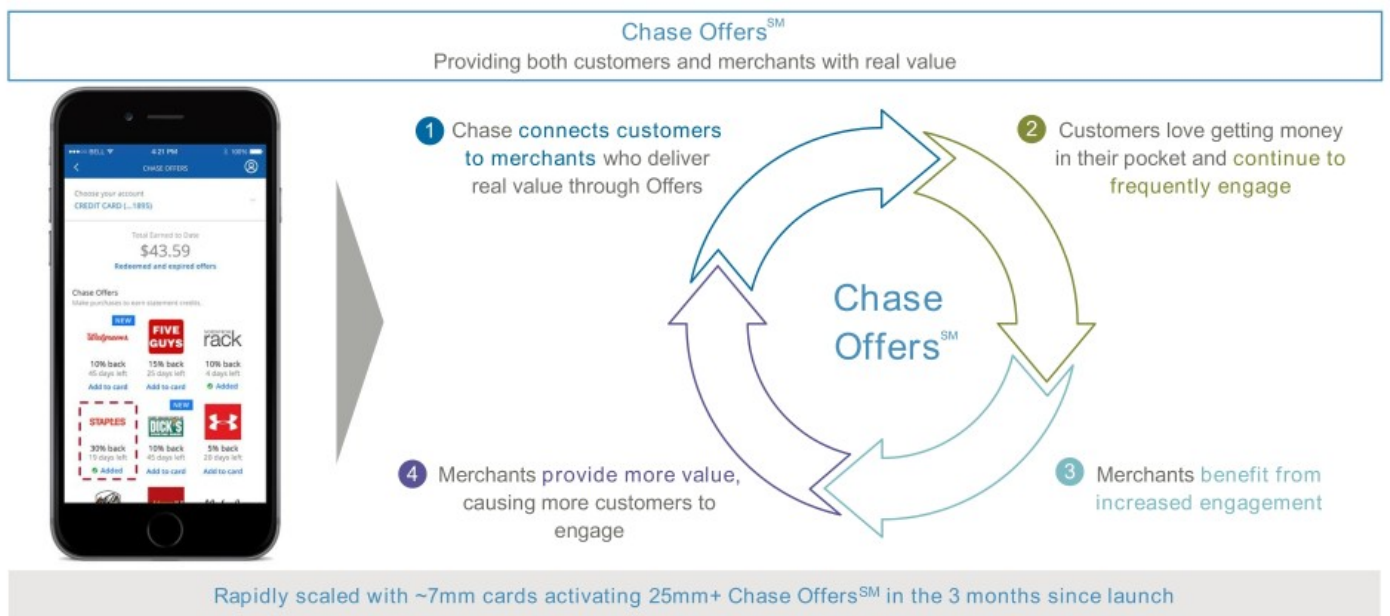 Chase Offers℠
Providing both customers and merchants with real value
BELL
4:21 PM
100%
CHASE OFFERS
Choose your account
CREDIT CARD (...1895)
Total Earned to Date
$43.59
Redeemed and expired offers
Chase Offers
Make purchases to earn statement credits.
NEW
Walgreens
FIVE GUYS
rack
10% back
15% back
10% back
45 days left
25 days left
4 days left
Add to card
Add to card
Added
NEW
STAPLES
DICK'S
30% back
10% back
5% back
19 days left
45 days left
28 days left
Added
Add to card
Add to card
1 Chase connects customers
to merchants who deliver
real value through Offers
2 Customers love getting money
in their pocket and continue to
frequently engage
Chase
Offers℠
3 Merchants benefit from
increased engagement
4 Merchants provide more value,
causing more customers to
engage
Rapidly scaled with ~7mm cards activating 25mm+ Chase Offers℠ in the 3 months since launch